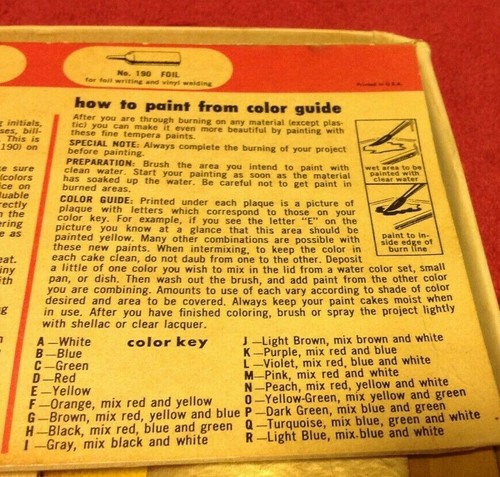 No. 190 FOIL
for foil writing and vinyl welding
Printed in U.S.A.
how to paint from color guide
After you are through burning on any material (except plas-
tic) you can make it even more beautiful by painting with
these fine tempera paints.
SPECIAL NOTE: Always complete the burning of your project
before painting.
PREPARATION: Brush the area you intend to paint with
clean water. Start your painting as soon as the material
has soaked up the water. Be careful not to get paint in
burned areas.
COLOR GUIDE: Printed under each plaque is a picture of
plaque with letters which correspond to those on your
color key. For example, if you see the letter "E" on the
picture you know at a glance that this area should be
painted yellow. Many other combinations are possible with
these new paints. When intermixing, to keep the color in
each cake clean, do not daub from one to the other. Deposit
a little of one color you wish to mix in the lid from a water color set, small
pan, or dish. Then wash out the brush, and add paint from the other color
you are combining. Amounts to use of each vary according to shade of color
desired and area to be covered. Always keep your paint cakes moist when
in use. After you have finished coloring, brush or spray the project lightly
with shellac or clear lacquer.
wet area to be
painted with
clear water
paint to in-
side edge of
burn line
color key
A—White
B—Blue
C—Green
D—Red
E—Yellow
F—Orange, mix red and yellow
G—Brown, mix red, yellow and blue
H—Black, mix red, blue and green
I—Gray, mix black and white
J—Light Brown, mix brown and white
K—Purple, mix red and blue
L—Violet, mix red, blue and white
M—Pink, mix red and white
N—Peach, mix red, yellow and white
O—Yellow-Green, mix yellow and green
P—Dark Green, mix blue and green
Q—Turquoise, mix blue, green and white
R—Light Blue, mix blue and white
initials,
This is
190) on
sure
colors
on
the
as